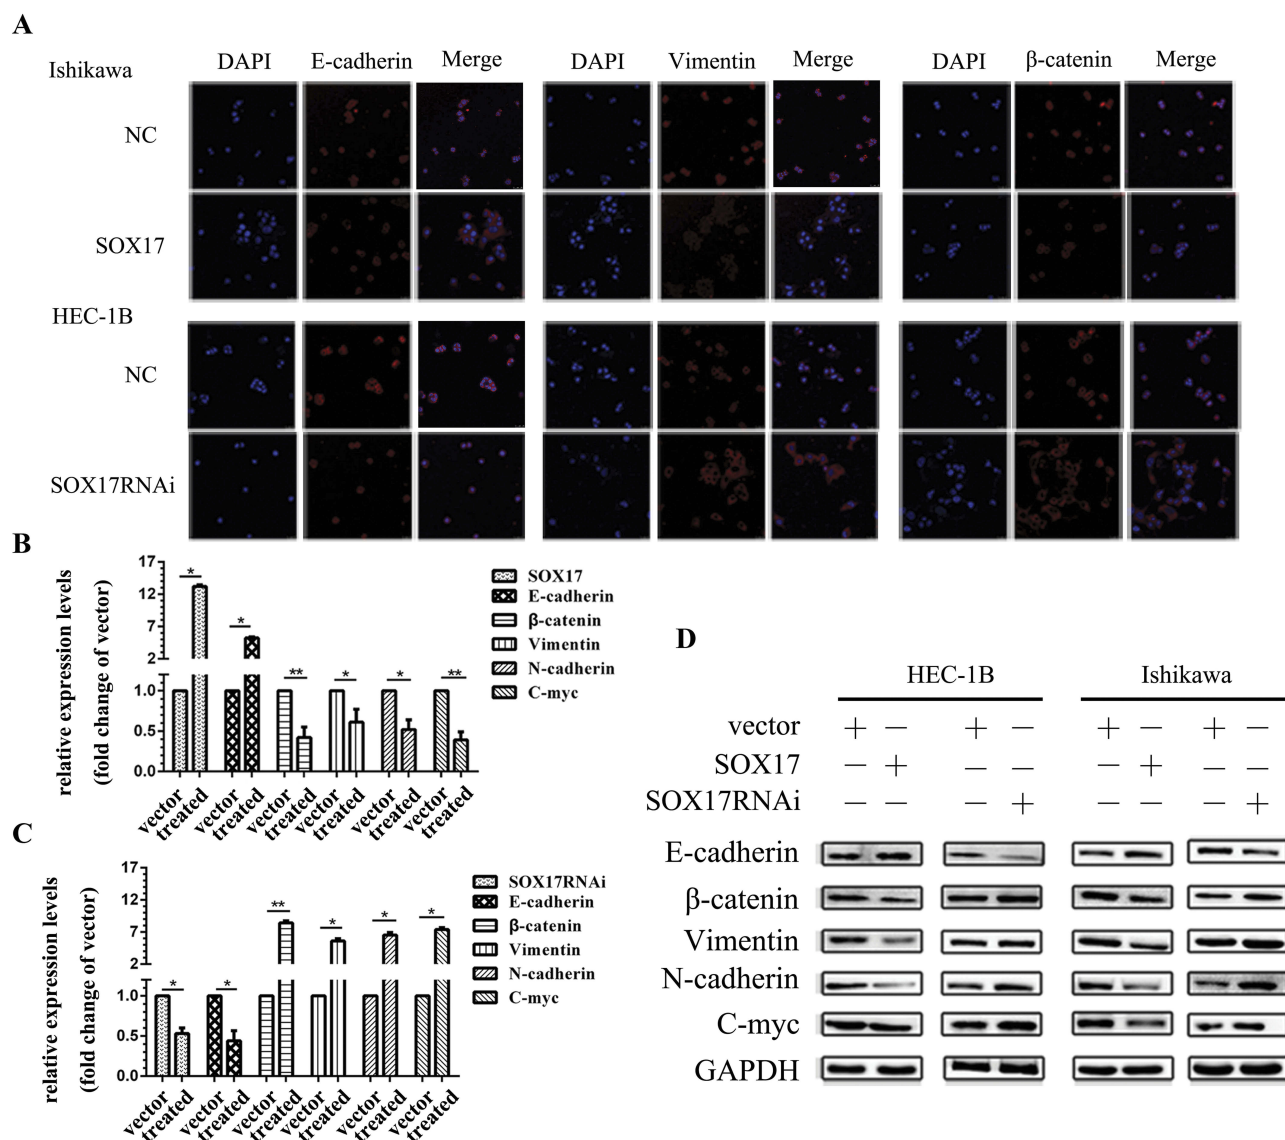 A
Ishikawa
DAPI E-cadherin Merge DAPI Vimentin Merge DAPI β-catenin Merge
NC
SOX17
HEC-1B
NC
SOX17RNAi
B
relative expression levels
(fold change of vector)
17
12
7
2
1.0
0.5
0.0
* * ** * * **
vector treated vector treated vector treated vector treated vector treated vector treated
SOX17
E-cadherin
β-catenin
Vimentin
N-cadherin
C-myc
C
relative expression levels
(fold change of vector)
17
12
7
2
1.0
0.5
0.0
* * ** * * *
vector treated vector treated vector treated vector treated vector treated vector treated
SOX17RNAi
E-cadherin
β-catenin
Vimentin
N-cadherin
C-myc
D
HEC-1B Ishikawa
vector + — + — + — + —
SOX17 — + — — — + — —
SOX17RNAi — — — + — — — +
E-cadherin
β-catenin
Vimentin
N-cadherin
C-myc
GAPDH